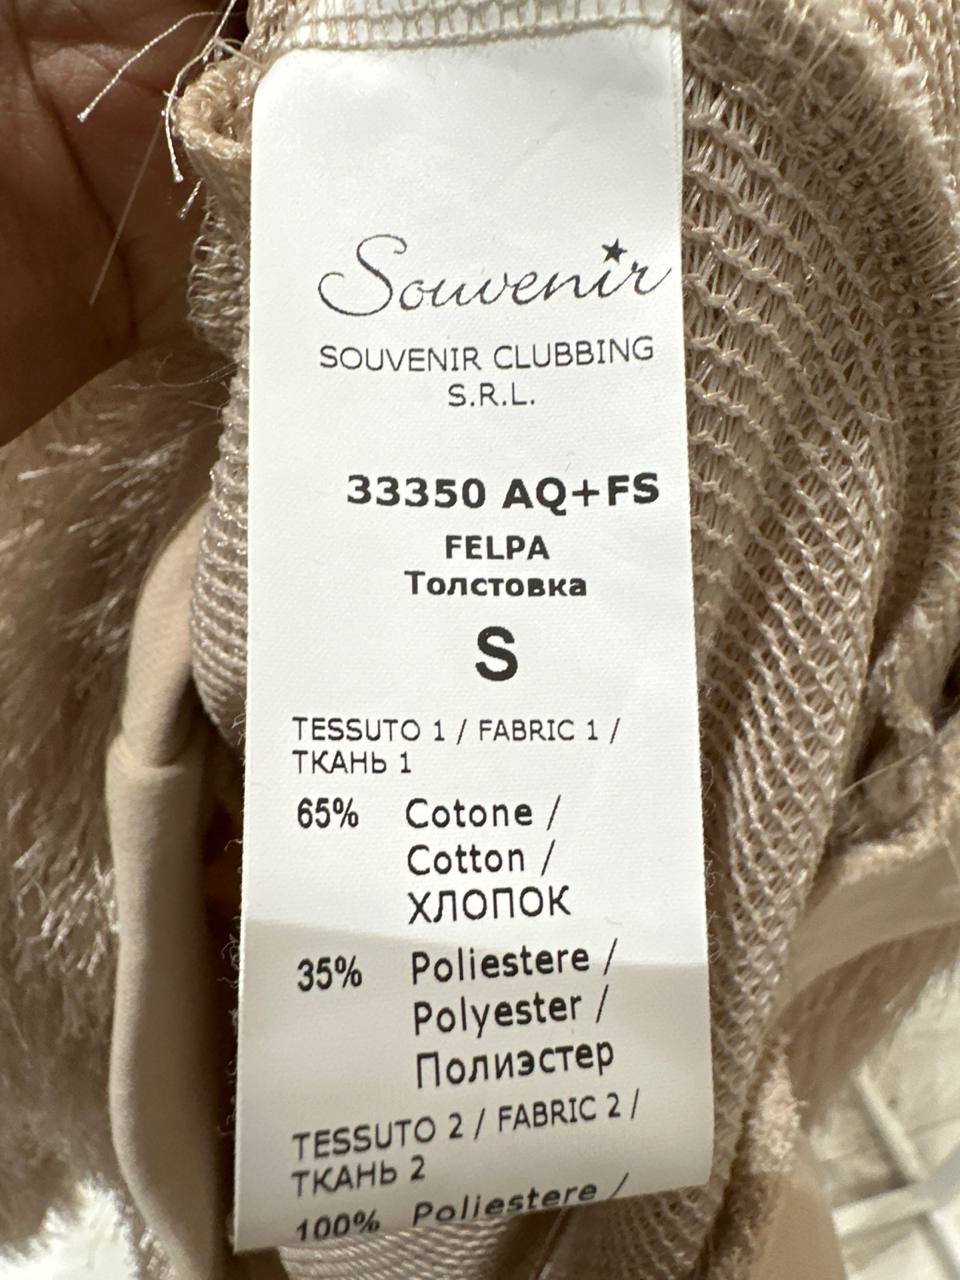 Souvenir
SOUVENIR CLUBBING
S.R.L.
33350 AQ+FS
FELPA
Толстовка
S
TESSUTO 1 / FABRIC 1 /
ТКАНЬ 1
65% Cotone /
Cotton /
ХЛОПОК
35% Poliestere /
Polyester /
Полиэстер
TESSUTO 2 / FABRIC 2 /
ТКАНЬ 2
100% Poliestere /